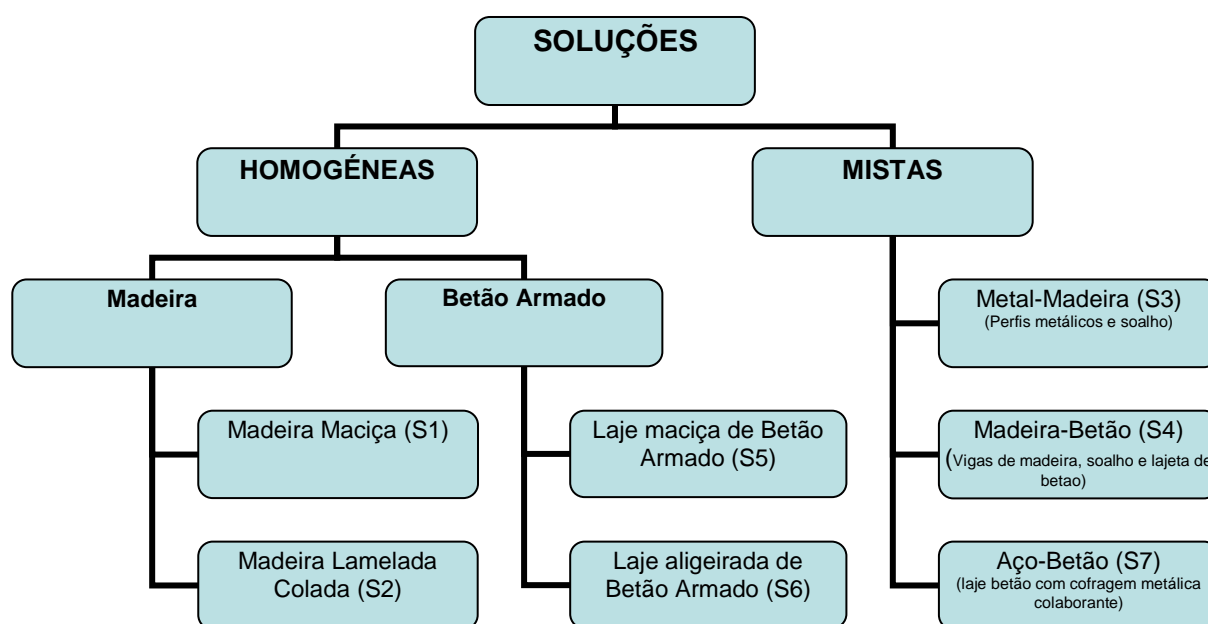 SOLUÇÕES
HOMOGÉNEAS
MISTAS
Madeira
Betão Armado
Metal-Madeira (S3)
(Perfis metálicos e soalho)
Madeira Maciça (S1)
Laje maciça de Betão
Armado (S5)
Madeira-Betão (S4)
(Vigas de madeira, soalho e lajeta de
betao)
Madeira Lamelada
Colada (S2)
Laje aligeirada de
Betão Armado (S6)
Aço-Betão (S7)
(laje betão com cofragem metálica
colaborante)